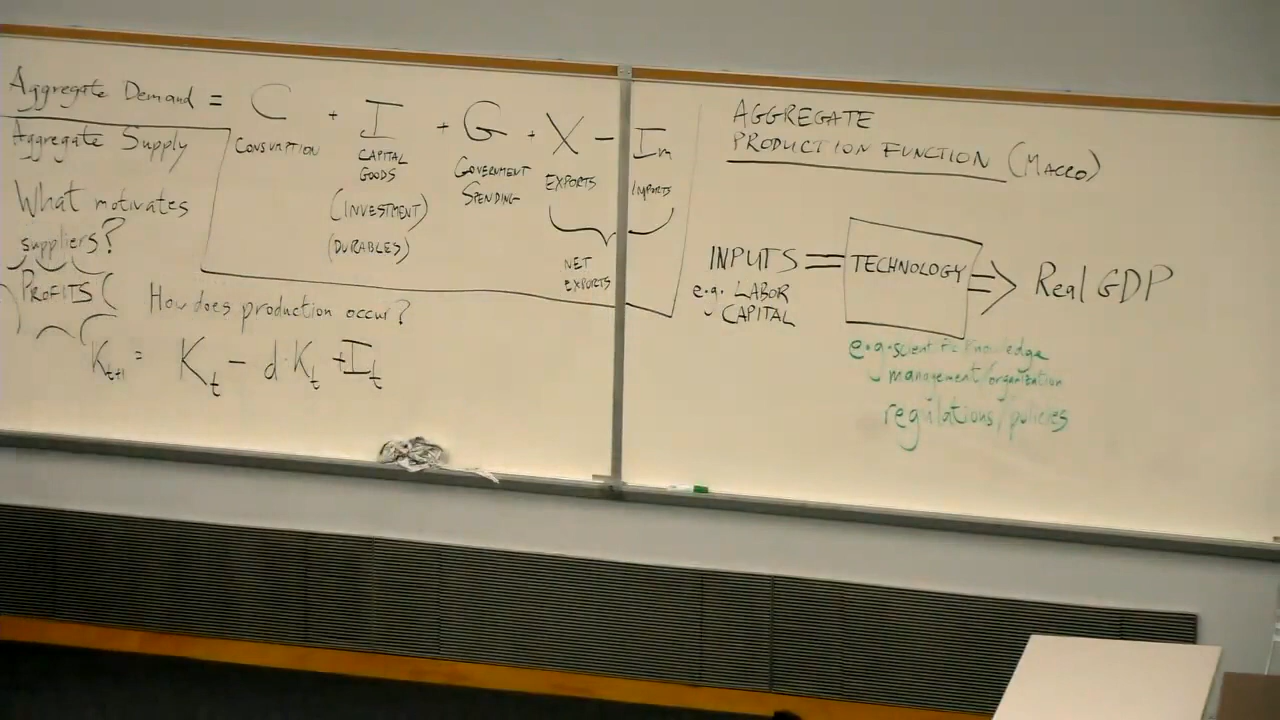 Aggregate Demand = C + I + G + X - Im
CONSUMPTION
CAPITAL GOODS
(INVESTMENT)
(DURABLES)
GOVERNMENT SPENDING
EXPORTS
IMPORTS
NET EXPORTS
Aggregate Supply
What motivates
suppliers?
PROFITS
How does production occur?
Kt+1 = Kt - d·Kt + It
AGGREGATE
PRODUCTION FUNCTION (MACRO)
INPUTS
e.g. LABOR
CAPITAL
TECHNOLOGY
Real GDP
e.g. scientific knowledge
management/organization
regulations/policies